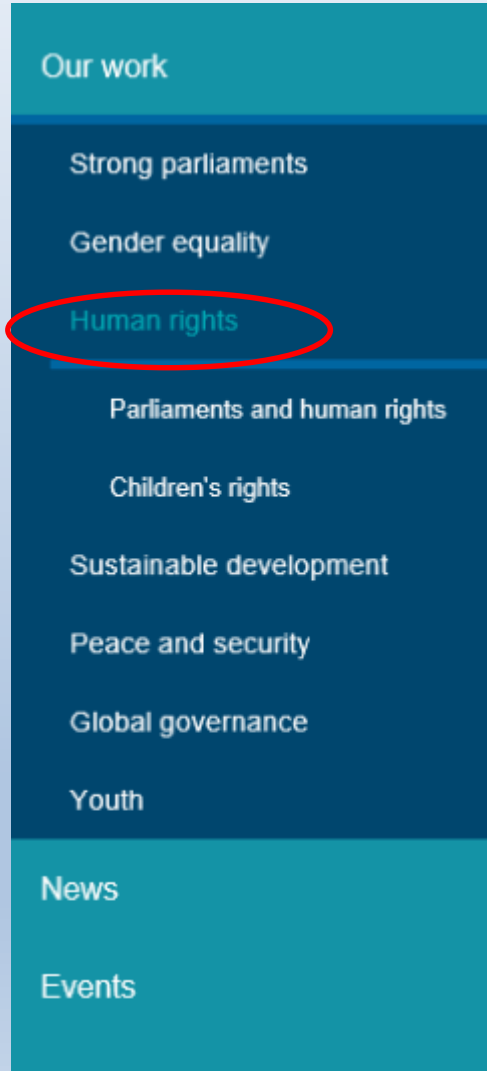 Our work
Strong parliaments
Gender equality
Human rights
Parliaments and human rights
Children's rights
Sustainable development
Peace and security
Global governance
Youth
News
Events